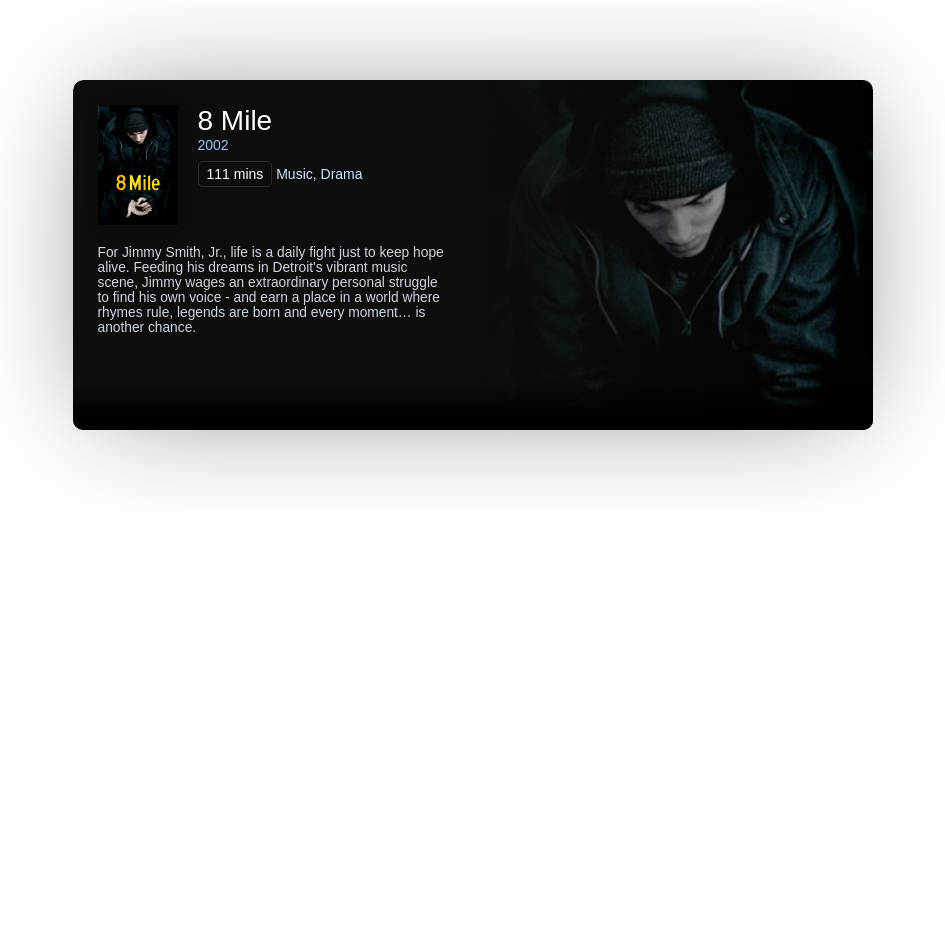 8 Mile
2002
111 mins Music, Drama
8 Mile
For Jimmy Smith, Jr., life is a daily fight just to keep hope
alive. Feeding his dreams in Detroit's vibrant music
scene, Jimmy wages an extraordinary personal struggle
to find his own voice - and earn a place in a world where
rhymes rule, legends are born and every moment… is
another chance.